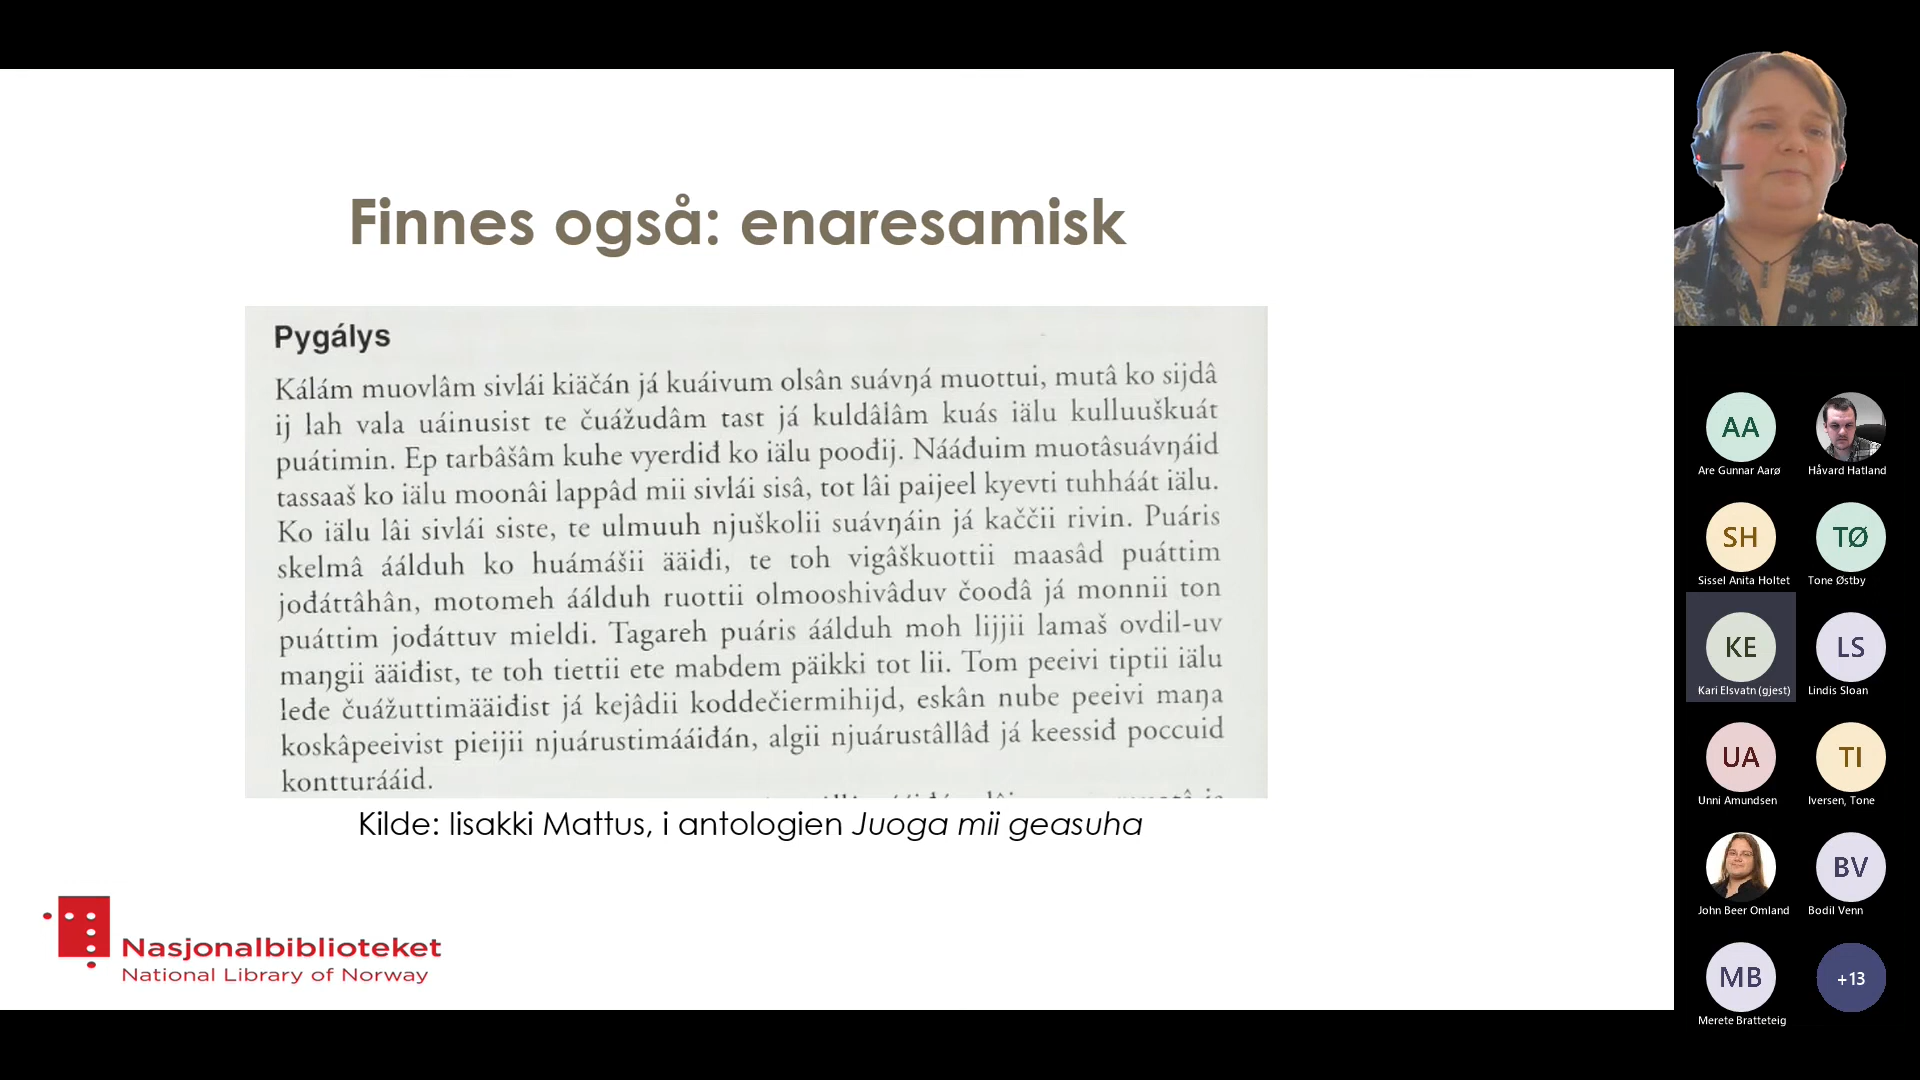 Finnes også: enaresamisk
Pygálys
Kálám muovlâm sivlái kiäčán já kuáivum olsân suávŋá muottui, mutâ ko sijdâ
ij lah vala uáinusist te čuážudâm tast já kuldâlâm kuás iälu kulluuškuát
puátimin. Ep tarbâšâm kuhe vyerdiđ ko iälu poođij. Nááđuim muotâsuávŋáid
tassaaš ko iälu moonâi lappâd mii sivlái sisâ, tot lâi paijeel kyevti tuhháát iälu.
Ko iälu lâi sivlái siste, te ulmuuh njuškolii suávŋáin já kaččii rivin. Puáris
skelmâ áálduh ko huámášii ääiđi, te toh vigâškuottii maasâd puáttim
jođáttâhân, motomeh áálduh ruottii olmooshivâduv čoođâ já monnii ton
puáttim jođáttuv mieldi. Tagareh puáris áálduh moh lijjii lamaš ovdil-uv
maŋgii ääiđist, te toh tiettii ete mabdem päikki tot lii. Tom peeivi tiptii iälu
leđe čuážuttimääiđist já kejâdii koddečiermihijd, eskân nube peeivi maŋa
koskâpeeivist pieijii njuárustimááiđán, algii njuárustâllâđ já keessiđ poccuid
kontturááid.
Kilde: Iisakki Mattus, i antologien Juoga mii geasuha
Nasjonalbiblioteket
National Library of Norway
AA
Are Gunnar Aarø
Håvard Hatland
SH
TØ
Sissel Anita Holtet
Tone Østby
KE
LS
Kari Elsvatn (gjest)
Lindis Sloan
UA
TI
Unni Amundsen
Iversen, Tone
John Beer Omland
BV
Bodil Venn
MB
+13
Merete Bratteteig